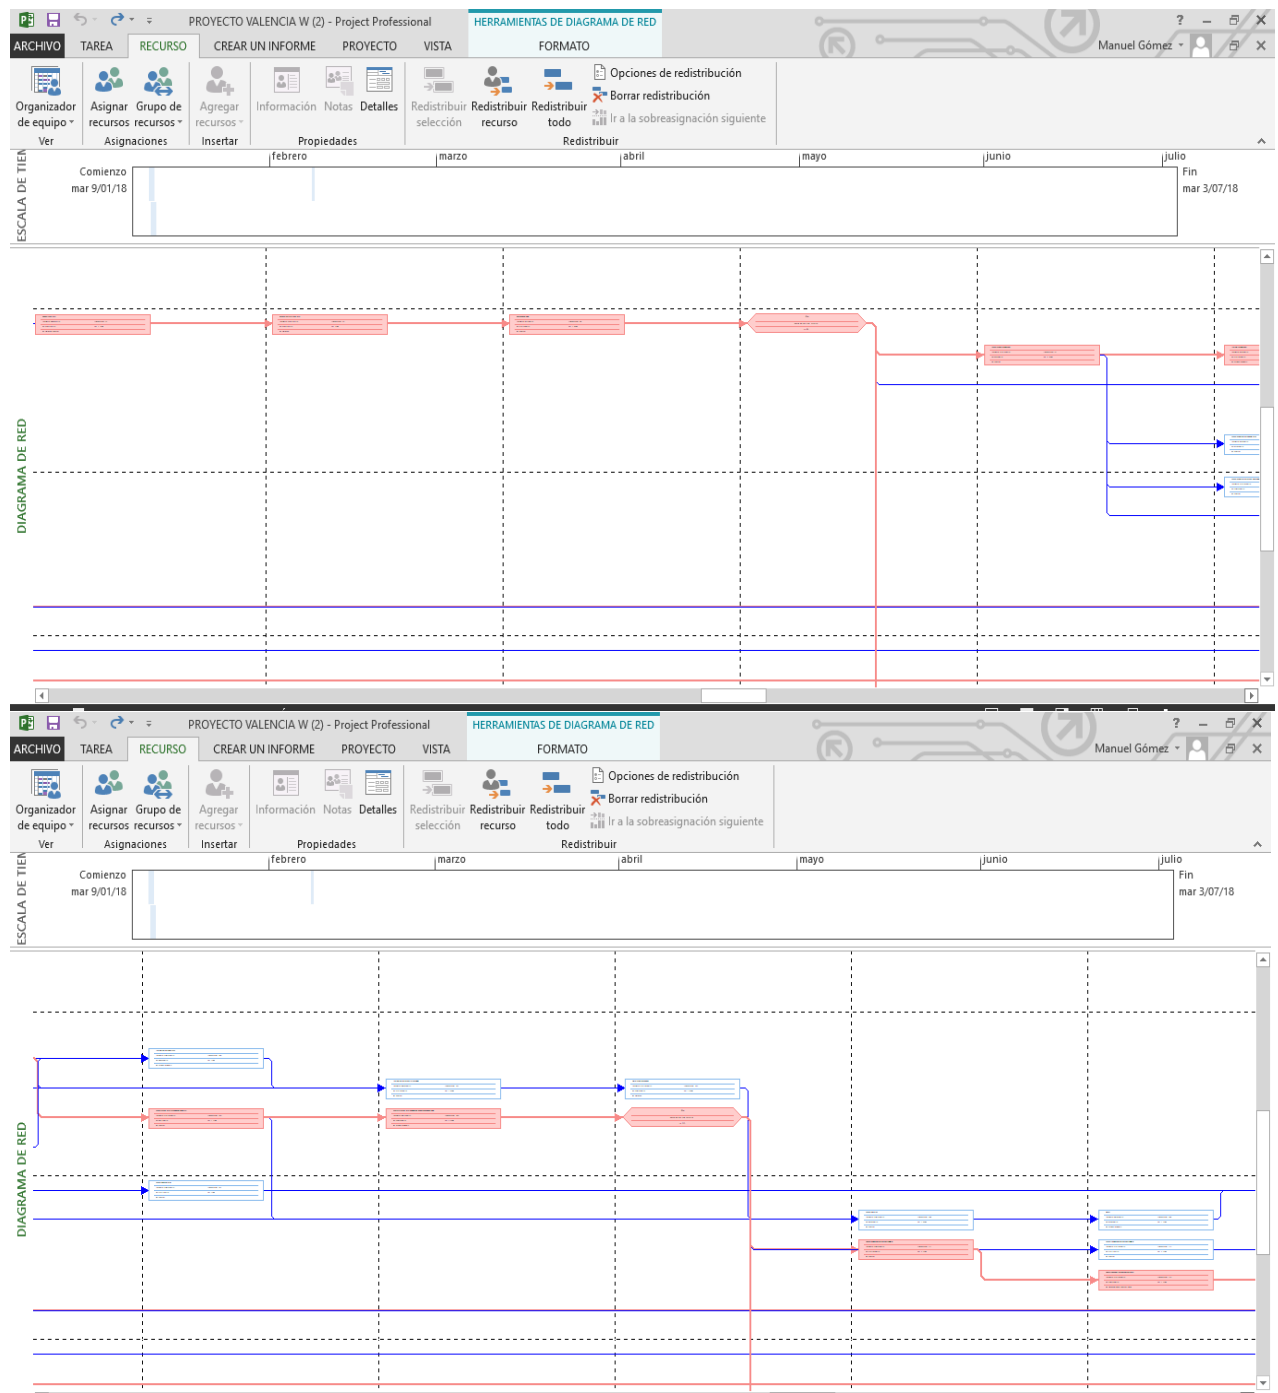 PROYECTO VALENCIA W (2) - Project Professional
HERRAMIENTAS DE DIAGRAMA DE RED
?
ARCHIVO TAREA RECURSO CREAR UN INFORME PROYECTO VISTA FORMATO
Manuel Gómez
Organizador de equipo
Asignar recursos
Grupo de recursos
Agregar recursos
Información
Notas
Detalles
Redistribuir selección
Redistribuir recurso
Redistribuir todo
Opciones de redistribución
Borrar redistribución
Ir a la sobreasignación siguiente
Ver Asignaciones Insertar Propiedades Redistribuir
ESCALA DE TIEN
febrero marzo abril mayo junio julio
Comienzo
mar 9/01/18
Fin
mar 3/07/18
DIAGRAMA DE RED
PROYECTO VALENCIA W (2) - Project Professional
HERRAMIENTAS DE DIAGRAMA DE RED
?
ARCHIVO TAREA RECURSO CREAR UN INFORME PROYECTO VISTA FORMATO
Manuel Gómez
Organizador de equipo
Asignar recursos
Grupo de recursos
Agregar recursos
Información
Notas
Detalles
Redistribuir selección
Redistribuir recurso
Redistribuir todo
Opciones de redistribución
Borrar redistribución
Ir a la sobreasignación siguiente
Ver Asignaciones Insertar Propiedades Redistribuir
ESCALA DE TIEN
febrero marzo abril mayo junio julio
Comienzo
mar 9/01/18
Fin
mar 3/07/18
DIAGRAMA DE RED